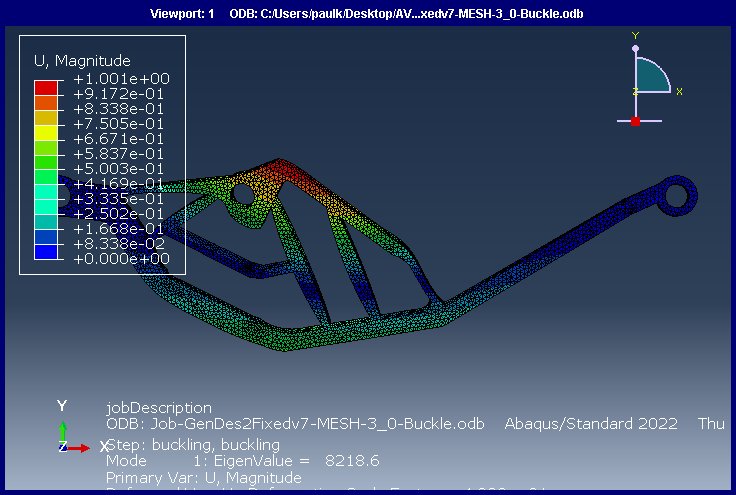 Viewport: 1 ODB: C:/Users/paulk/Desktop/AV...xedv7-MESH-3_0-Buckle.odb
U, Magnitude
+1.001e+00
+9.172e-01
+8.338e-01
+7.505e-01
+6.671e-01
+5.837e-01
+5.003e-01
+4.169e-01
+3.335e-01
+2.502e-01
+1.668e-01
+8.338e-02
+0.000e+00
Y
Z X
Y
Z X
jobDescription
ODB: Job-GenDes2Fixedv7-MESH-3_0-Buckle.odb Abaqus/Standard 2022 Thu
Step: buckling, buckling
Mode 1: EigenValue = 8218.6
Primary Var: U, Magnitude